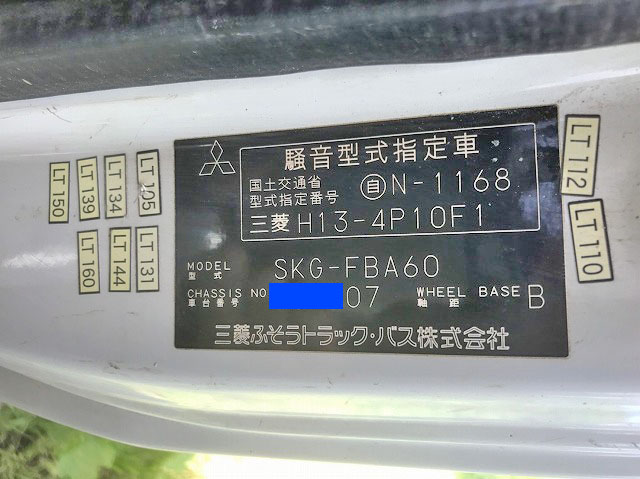 騒音型式指定車
国土交通省
型式指定番号
自N-1168
三菱 H13-4P10F1
MODEL
型式
SKG-FBA60
CHASSIS NO
車台番号
07
WHEEL BASE
軸距
B
三菱ふそうトラック・バス株式会社
LT 150
LT 139
LT 134
LT 105
LT 160
LT 144
LT 131
LT 112
LT 110